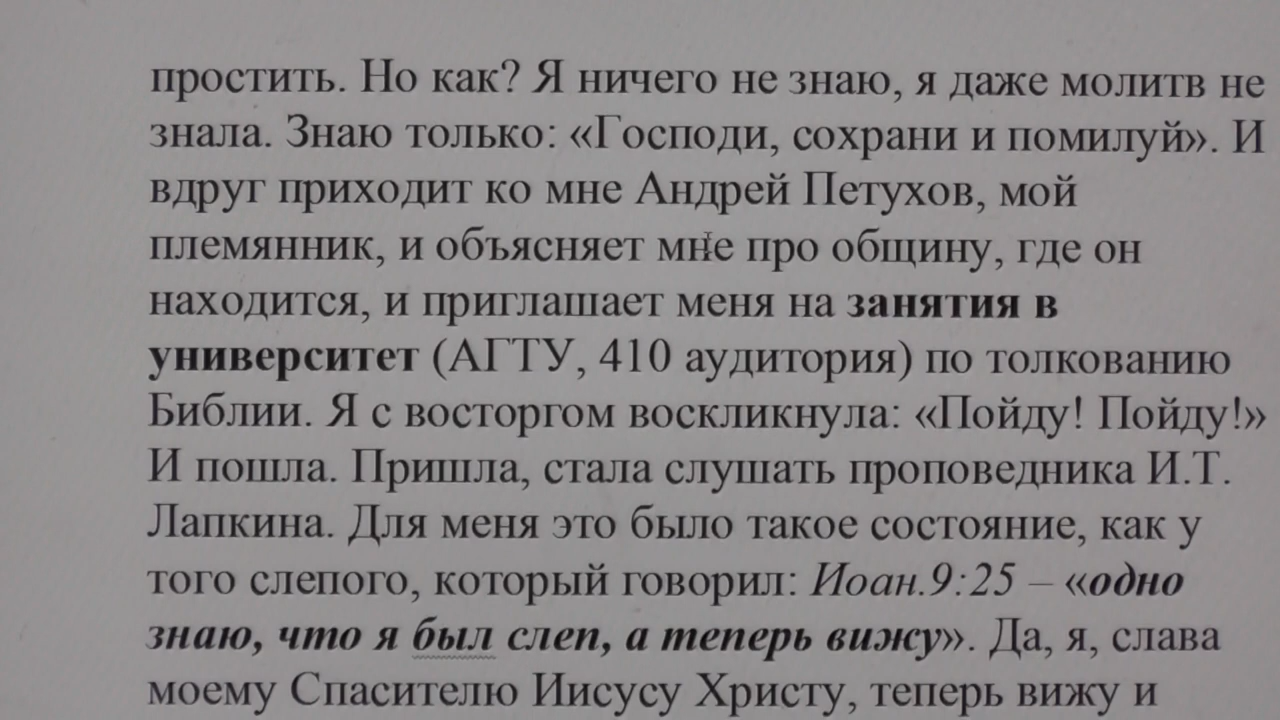 простить. Но как? Я ничего не знаю, я даже молитв не
знала. Знаю только: «Господи, сохрани и помилуй». И
вдруг приходит ко мне Андрей Петухов, мой
племянник, и объясняет мне про общину, где он
находится, и приглашает меня на занятия в
университет (АГТУ, 410 аудитория) по толкованию
Библии. Я с восторгом воскликнула: «Пойду! Пойду!»
И пошла. Пришла, стала слушать проповедника И.Т.
Лапкина. Для меня это было такое состояние, как у
того слепого, который говорил: Иоан.9:25 – «одно
знаю, что я был слеп, а теперь вижу». Да, я, слава
моему Спасителю Иисусу Христу, теперь вижу и